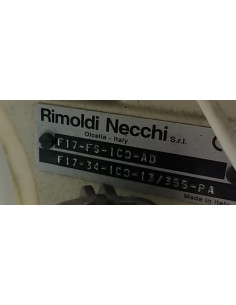 Rimoldi Necchi S.r.l.
Olcella - Italy
F17-FS-1CD-AD
F17-34-1CD-13/355-PA
Made in Italy